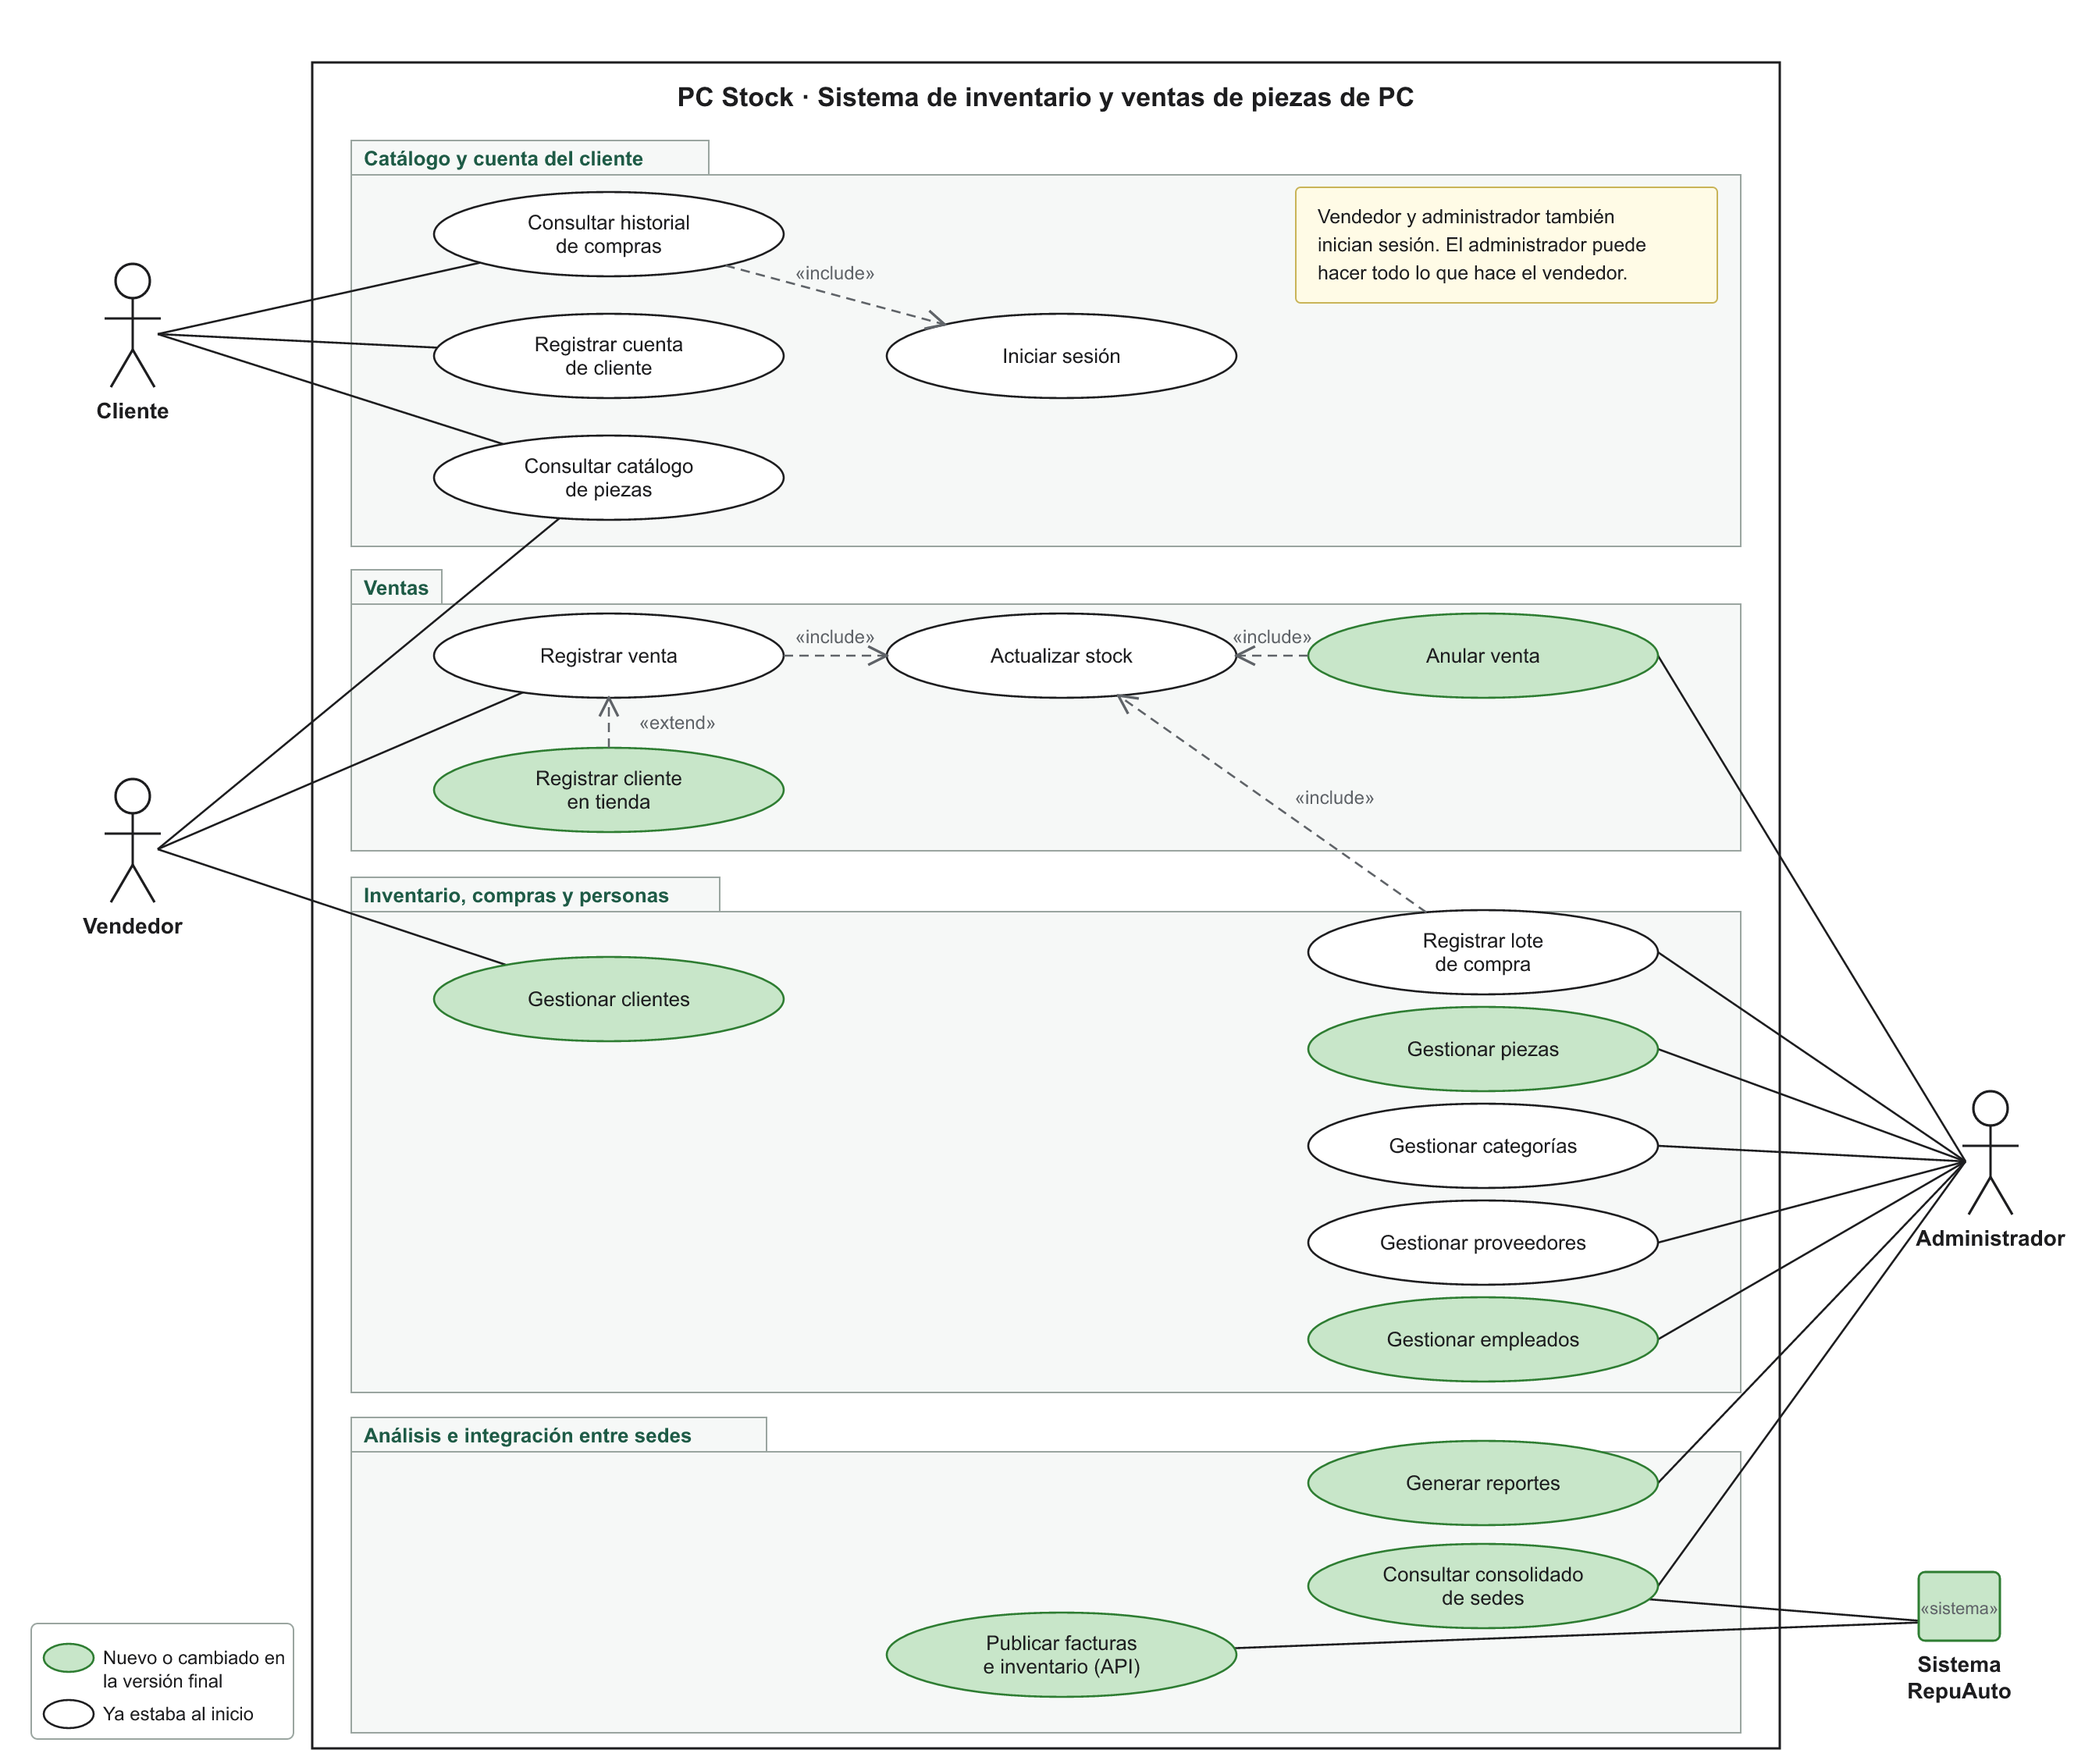 PC Stock · Sistema de inventario y ventas de piezas de PC
Catálogo y cuenta del cliente
Consultar historial
de compras
Vendedor y administrador también
inician sesión. El administrador puede
hacer todo lo que hace el vendedor.
«include»
Registrar cuenta
de cliente
Iniciar sesión
Cliente
Consultar catálogo
de piezas
Ventas
Registrar venta
«include»
Actualizar stock
«include»
Anular venta
«extend»
Registrar cliente
en tienda
«include»
Vendedor
Inventario, compras y personas
Registrar lote
de compra
Gestionar clientes
Gestionar piezas
Gestionar categorías
Gestionar proveedores
Administrador
Gestionar empleados
Análisis e integración entre sedes
Generar reportes
Consultar consolidado
de sedes
«sistema»
Sistema
RepuAuto
Publicar facturas
e inventario (API)
Nuevo o cambiado en
la versión final
Ya estaba al inicio